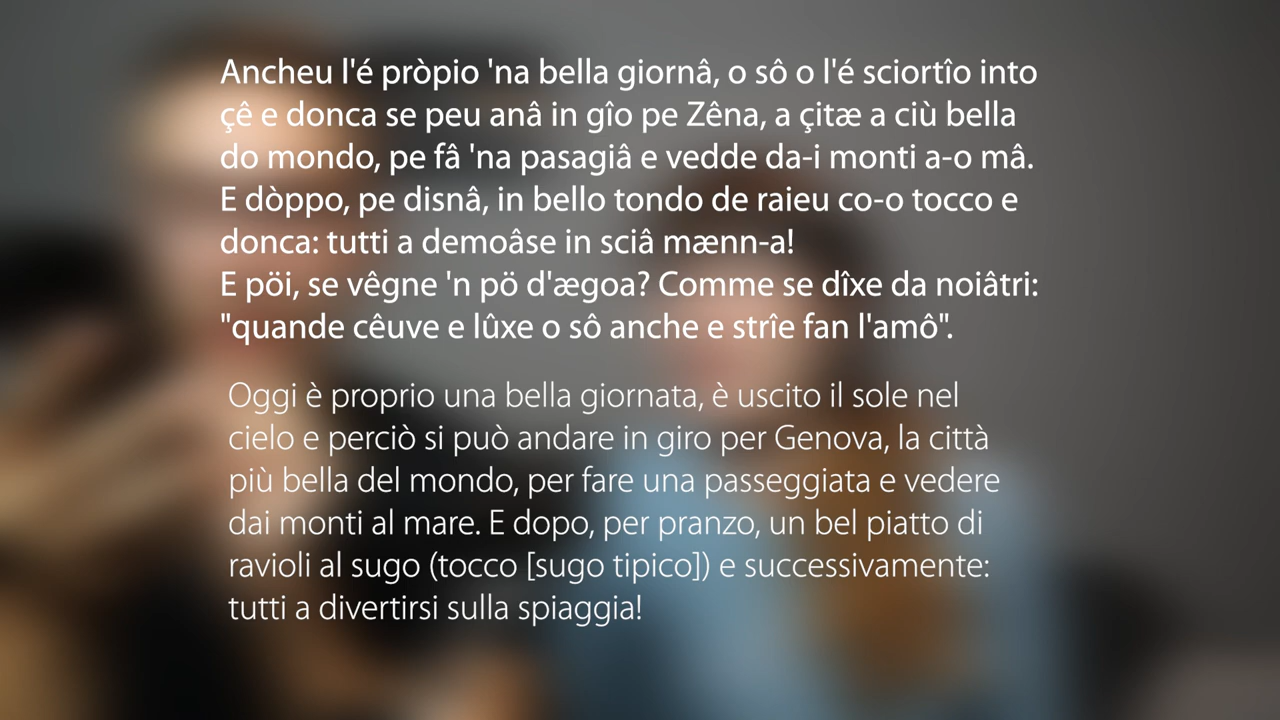 Ancheu l'é pròpio 'na bella giornâ, o sô o l'é sciortîo into
çê e donca se peu anâ in gîo pe Zêna, a çitæ a ciù bella
do mondo, pe fâ 'na pasagiâ e vedde da-i monti a-o mâ.
E dòppo, pe disnâ, in bello tondo de raieu co-o tocco e
donca: tutti a demoâse in sciâ mænn-a!
E pöi, se vêgne 'n pö d'ægoa? Comme se dîxe da noiâtri:
"quande cêuve e lûxe o sô anche e strîe fan l'amô".
Oggi è proprio una bella giornata, è uscito il sole nel
cielo e perciò si può andare in giro per Genova, la città
più bella del mondo, per fare una passeggiata e vedere
dai monti al mare. E dopo, per pranzo, un bel piatto di
ravioli al sugo (tocco [sugo tipico]) e successivamente:
tutti a divertirsi sulla spiaggia!